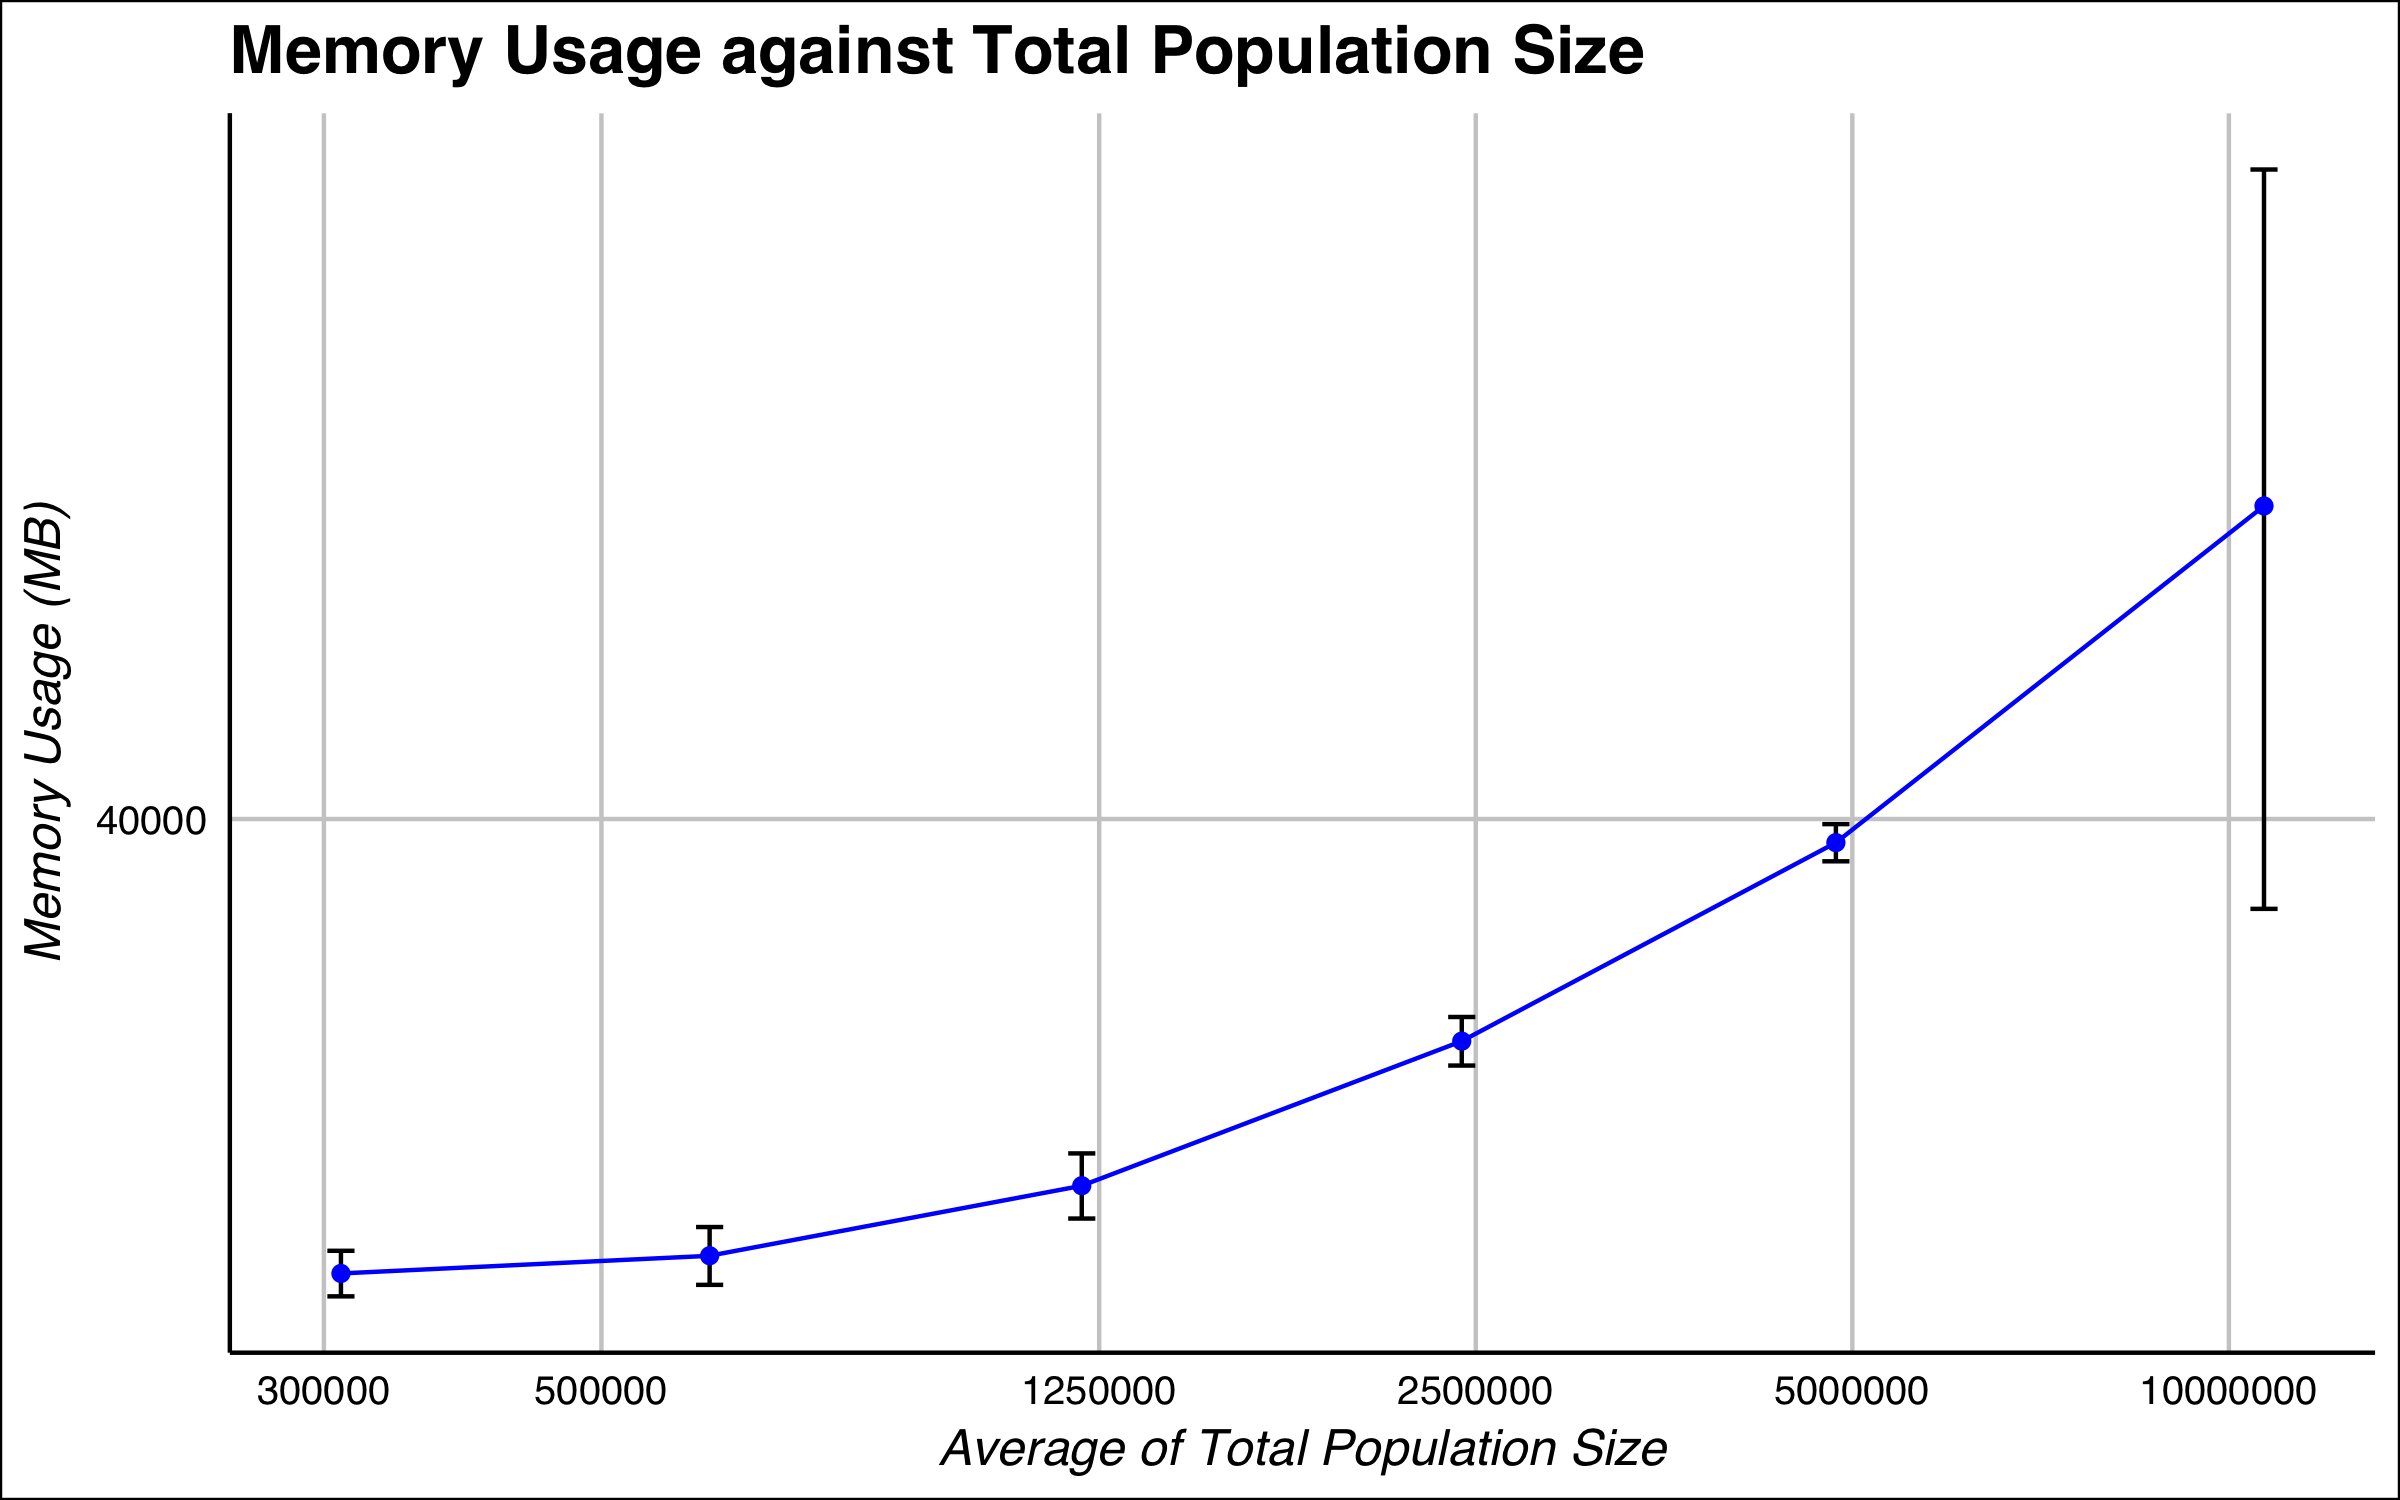 Memory Usage against Total Population Size
Memory Usage (MB)
40000
300000 500000 1250000 2500000 5000000 10000000
Average of Total Population Size